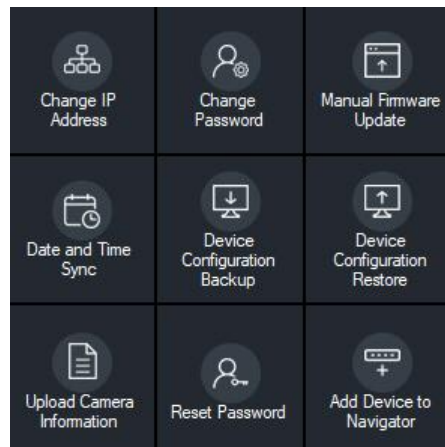 Change IP
Address
Change
Password
Manual Firmware
Update
Date and Time
Sync
Device
Configuration
Backup
Device
Configuration
Restore
Upload Camera
Information
Reset Password
Add Device to
Navigator